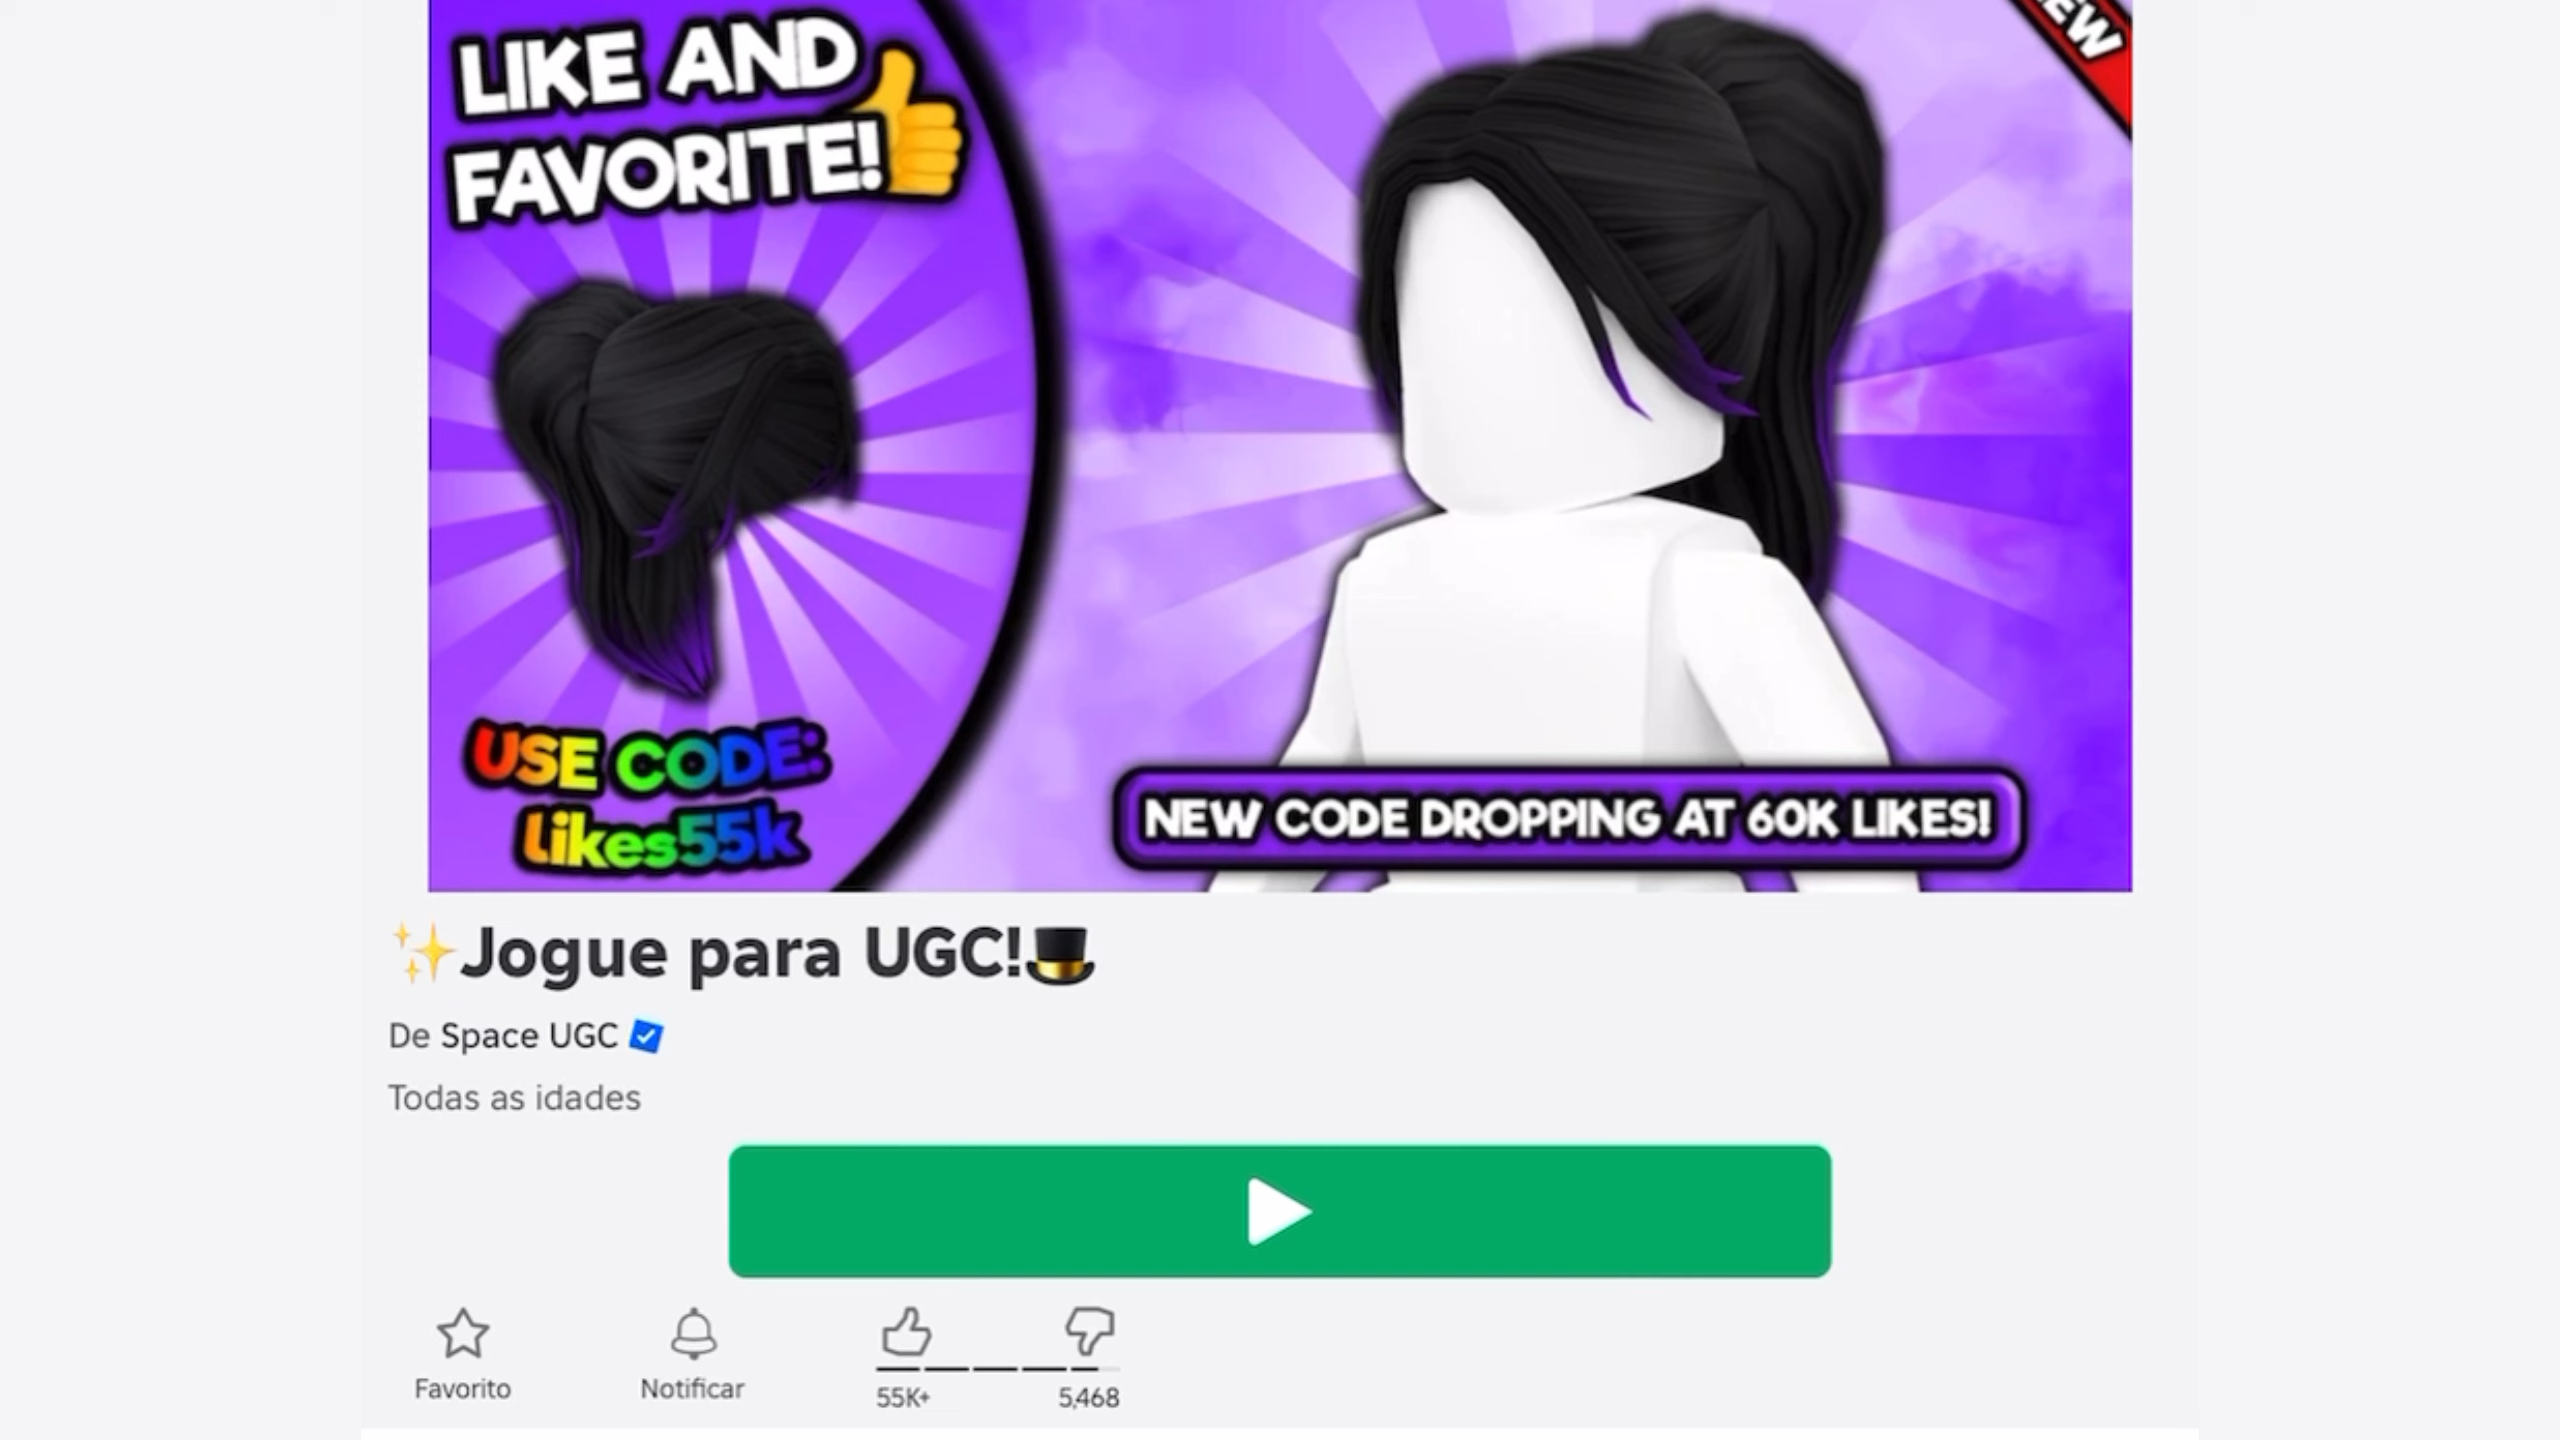 LIKE AND
FAVORITE!
USE CODE:
likes55k
NEW CODE DROPPING AT 60K LIKES!
✨Jogue para UGC!🎩
De Space UGC
Todas as idades
Favorito
Notificar
55K+
5,468